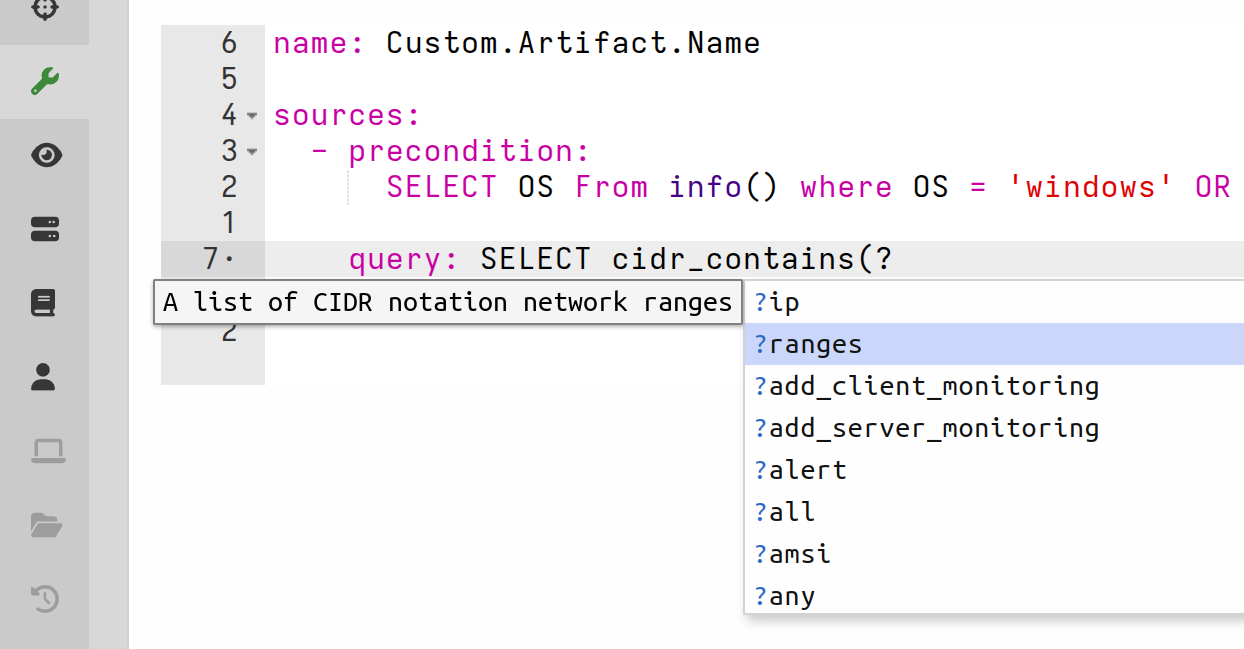 6 name: Custom.Artifact.Name
5
4 sources:
3 - precondition:
2 SELECT OS From info() where OS = 'windows' OR
1
7· query: SELECT cidr_contains(?
A list of CIDR notation network ranges
2
?ip
?ranges
?add_client_monitoring
?add_server_monitoring
?alert
?all
?amsi
?any